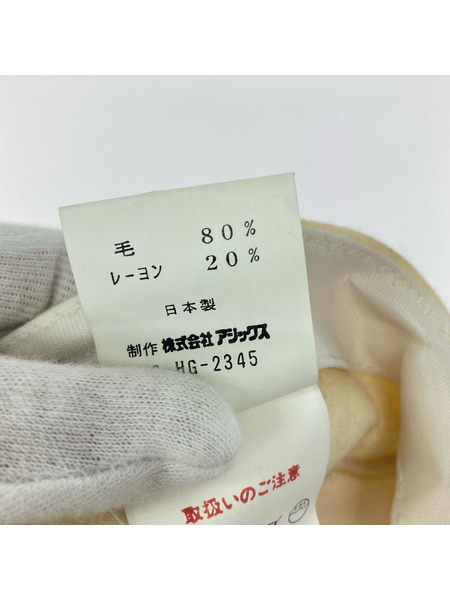 毛 80%
レーヨン 20%
日本製
制作 株式会社アシックス
HG-2345
取扱いのご注意